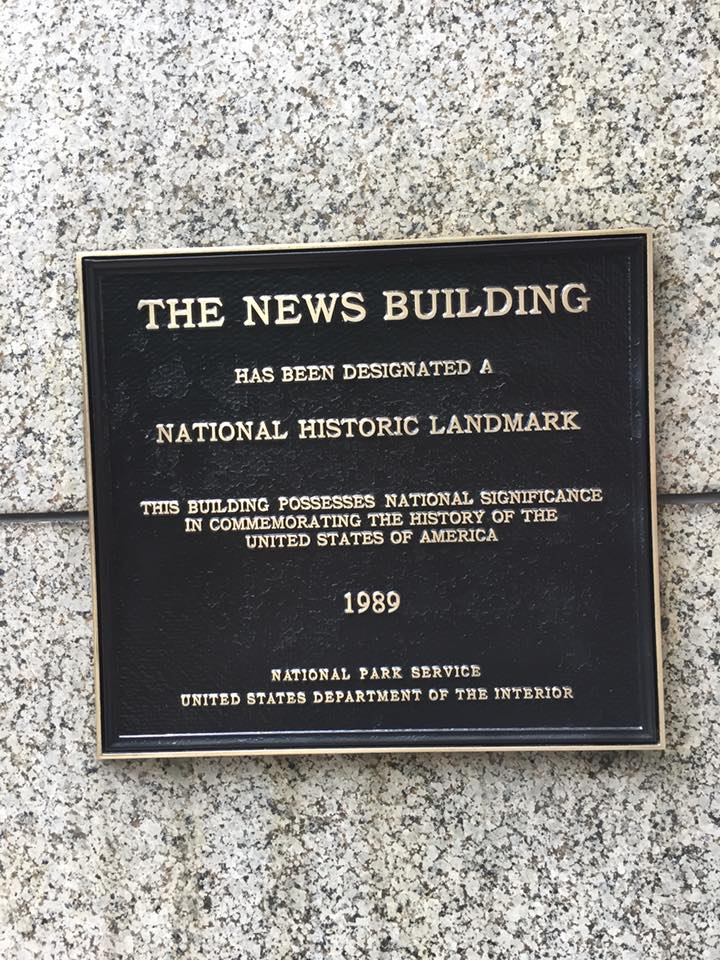 THE NEWS BUILDING
HAS BEEN DESIGNATED A
NATIONAL HISTORIC LANDMARK
THIS BUILDING POSSESSES NATIONAL SIGNIFICANCE
IN COMMEMORATING THE HISTORY OF THE
UNITED STATES OF AMERICA
1989
NATIONAL PARK SERVICE
UNITED STATES DEPARTMENT OF THE INTERIOR